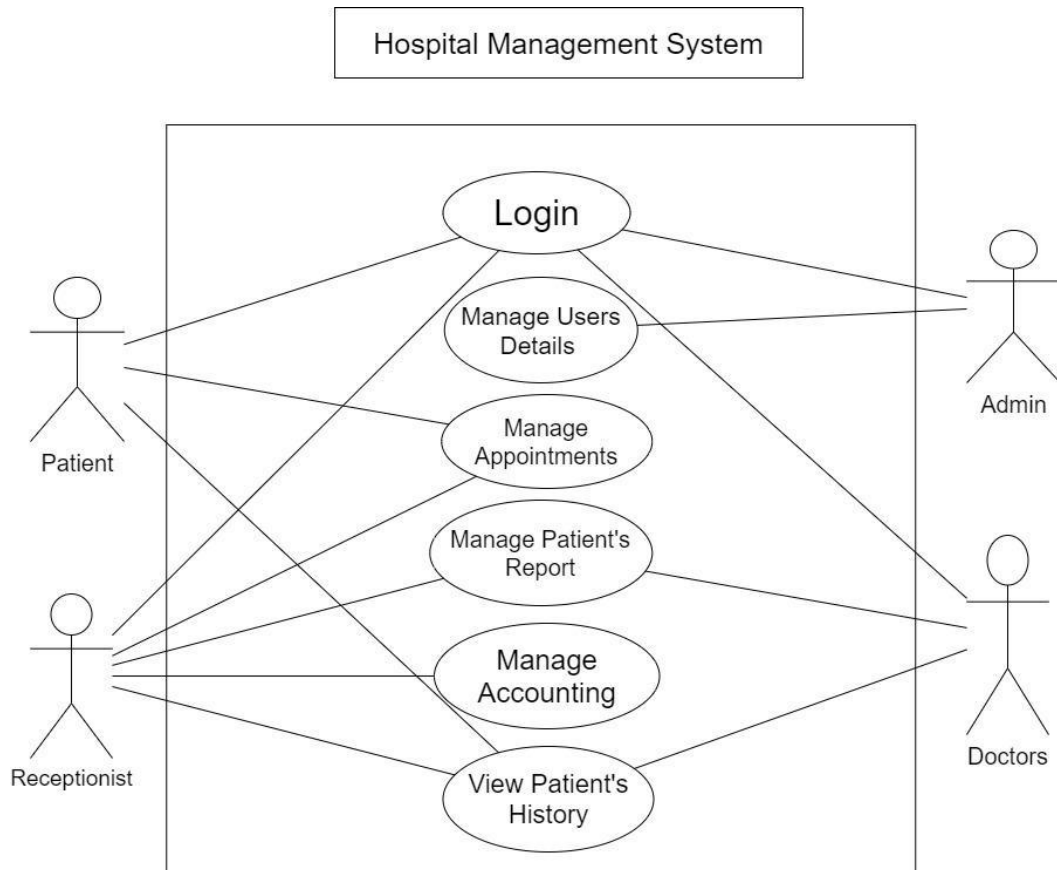 Hospital Management System
Login
Manage Users
Details
Manage
Appointments
Manage Patient's
Report
Manage
Accounting
View Patient's
History
Patient
Receptionist
Admin
Doctors